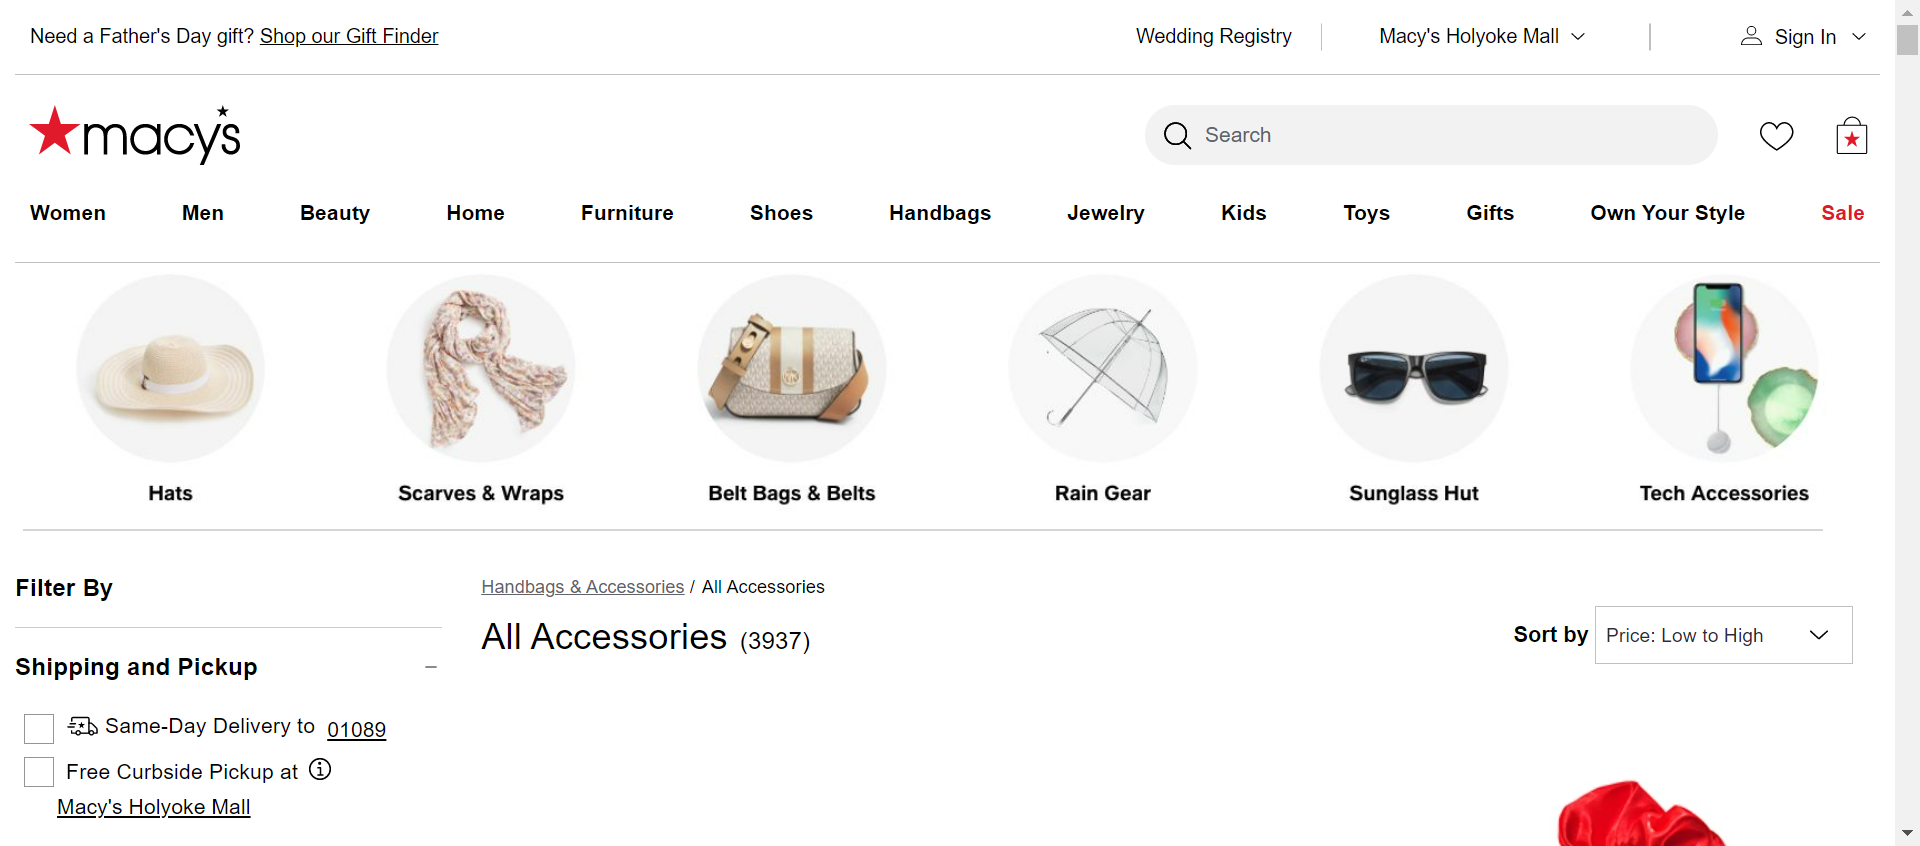 Need a Father's Day gift? Shop our Gift Finder
Wedding Registry
Macy's Holyoke Mall
Sign In
macy's
Search
Women
Men
Beauty
Home
Furniture
Shoes
Handbags
Jewelry
Kids
Toys
Gifts
Own Your Style
Sale
Hats
Scarves & Wraps
Belt Bags & Belts
Rain Gear
Sunglass Hut
Tech Accessories
Filter By
Handbags & Accessories / All Accessories
All Accessories (3937)
Sort by Price: Low to High
Shipping and Pickup
Same-Day Delivery to 01089
Free Curbside Pickup at
Macy's Holyoke Mall